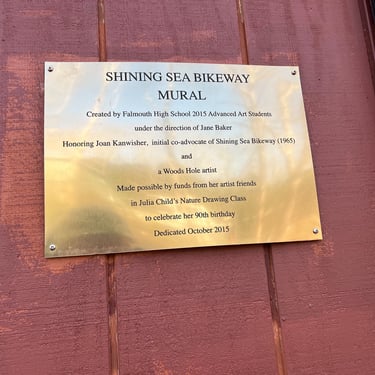 SHINING SEA BIKEWAY
MURAL
Created by Falmouth High School 2015 Advanced Art Students
under the direction of Jane Baker
Honoring Joan Kanwisher, initial co-advocate of Shining Sea Bikeway (1965)
and
a Woods Hole artist
Made possible by funds from her artist friends
in Julia Child's Nature Drawing Class
to celebrate her 90th birthday
Dedicated October 2015